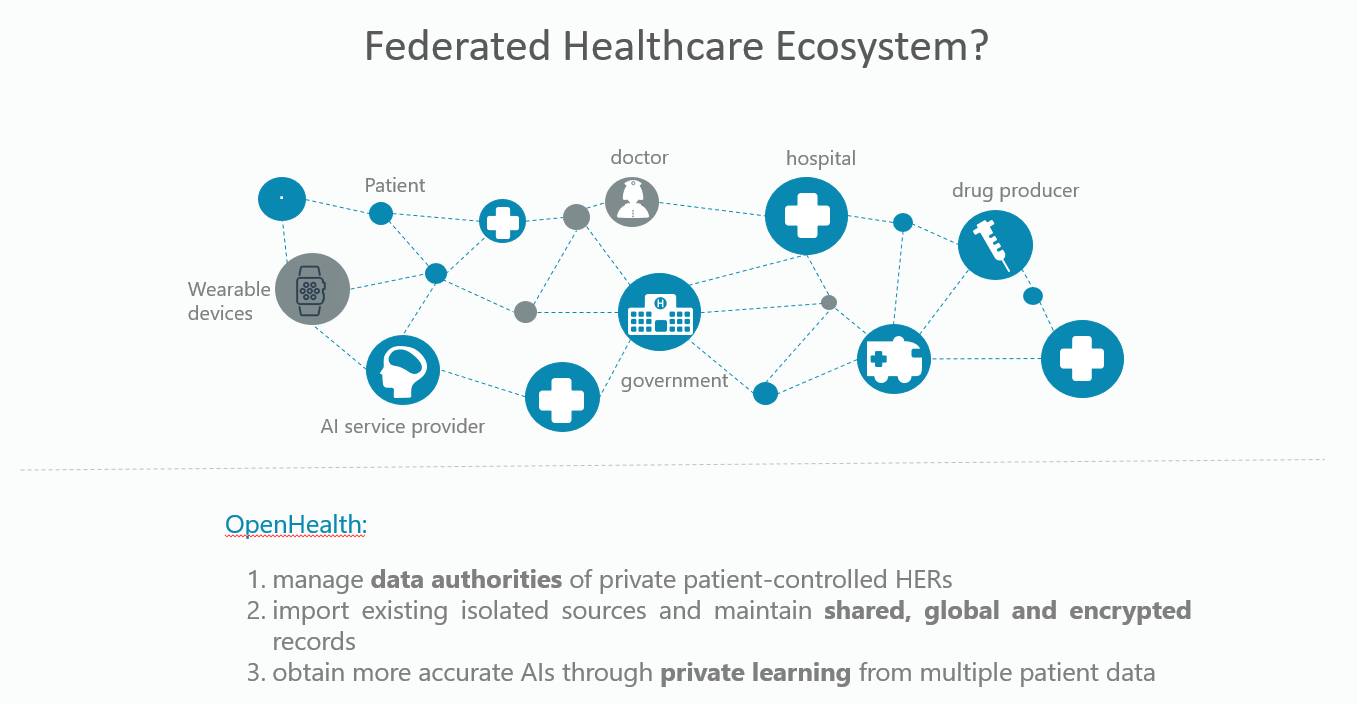 Federated Healthcare Ecosystem?
doctor
hospital
Patient
drug producer
Wearable
devices
H
government
AI service provider
OpenHealth:
1. manage data authorities of private patient-controlled HERs
2. import existing isolated sources and maintain shared, global and encrypted
records
3. obtain more accurate AIs through private learning from multiple patient data